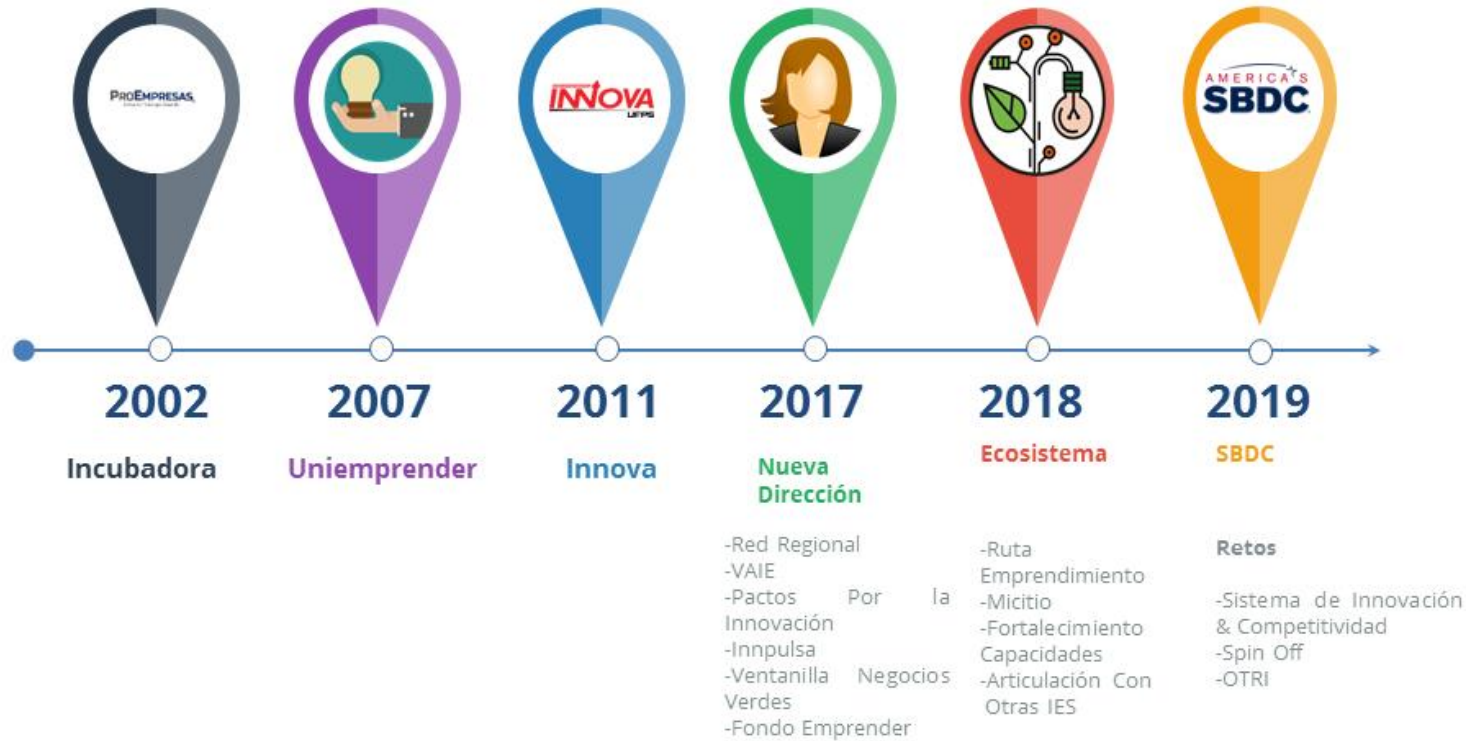 PROEMPRESAS
INNOVA
UFPS
AMERICA'S
SBDC
2002
Incubadora
2007
Uniemprender
2011
Innova
2017
Nueva
Dirección
-Red Regional
-VAIE
-Pactos Por la
Innovación
-Innpulsa
-Ventanilla Negocios
Verdes
-Fondo Emprender
2018
Ecosistema
-Ruta
Emprendimiento
-Micitio
-Fortalecimiento
Capacidades
-Articulación Con
Otras IES
2019
SBDC
Retos
-Sistema de Innovación
& Competitividad
-Spin Off
-OTRI